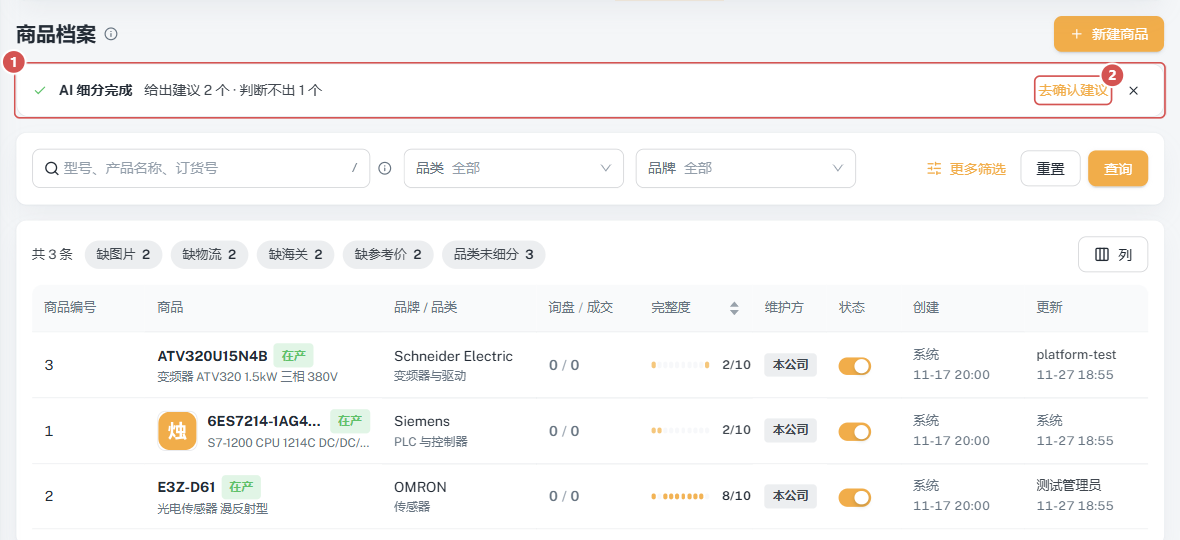 商品档案
+ 新建商品
1
AI 细分完成 给出建议 2 个 · 判断不出 1 个
去确认建议
2
型号、产品名称、订货号 /
品类 全部
品牌 全部
更多筛选
重置
查询
共 3 条 缺图片 2 缺物流 2 缺海关 2 缺参考价 2 品类未细分 3
列
商品编号 商品 品牌 / 品类 询盘 / 成交 完整度 维护方 状态 创建 更新
3
ATV320U15N4B 在产
变频器 ATV320 1.5kW 三相 380V
Schneider Electric
变频器与驱动
0 / 0
2/10
本公司
系统
11-17 20:00
platform-test
11-27 18:55
1
烛
6ES7214-1AG4... 在产
S7-1200 CPU 1214C DC/DC/...
Siemens
PLC 与控制器
0 / 0
2/10
本公司
系统
11-17 20:00
系统
11-27 18:55
2
E3Z-D61 在产
光电传感器 漫反射型
OMRON
传感器
0 / 0
8/10
本公司
系统
11-17 20:00
测试管理员
11-27 18:55